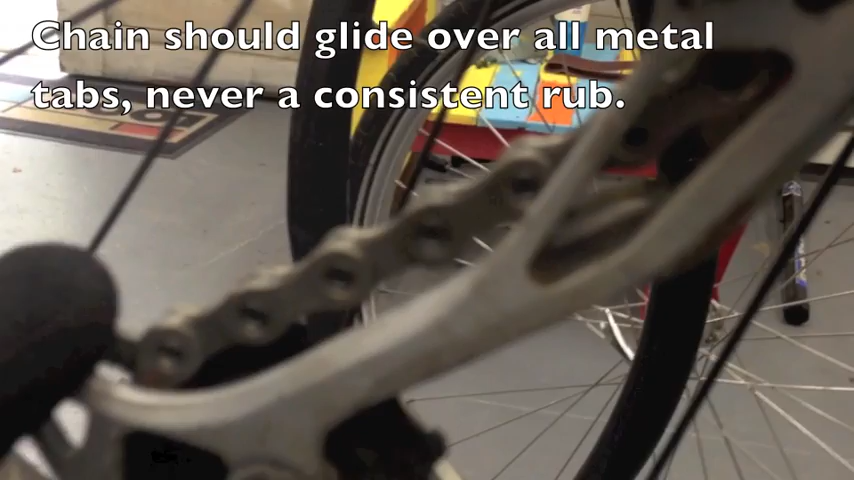 Chain should glide over all metal
tabs, never a consistent rub.